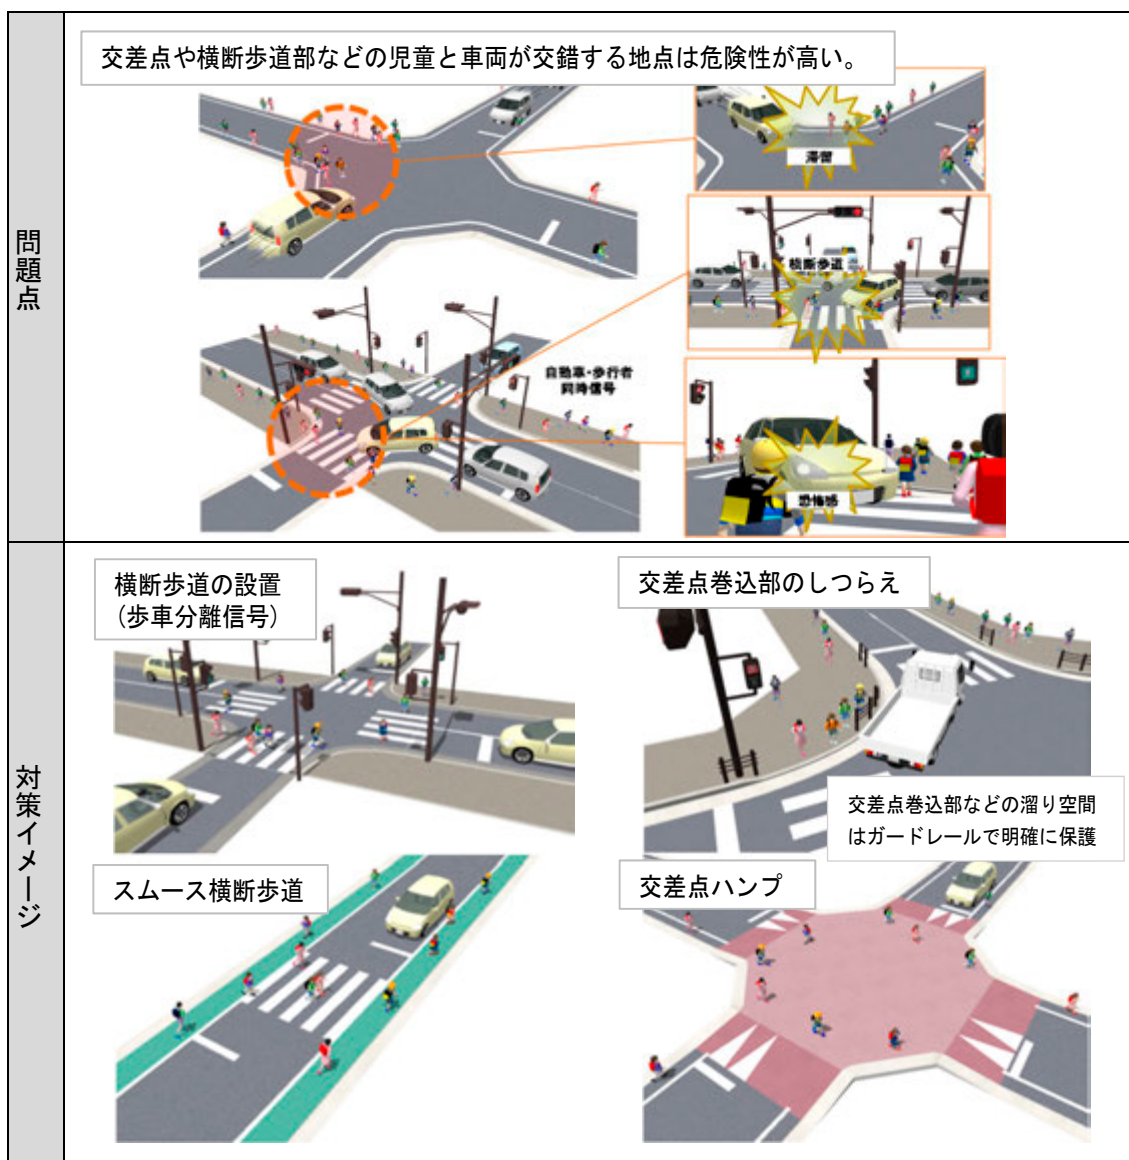 問題点
交差点や横断歩道部などの児童と車両が交錯する地点は危険性が高い。
滞留
横断歩道
自動車・歩行者
同時信号
恐怖感
対策イメージ
横断歩道の設置
(歩車分離信号)
交差点巻込部のしつらえ
交差点巻込部などの溜り空間
はガードレールで明確に保護
スムース横断歩道
交差点ハンプ